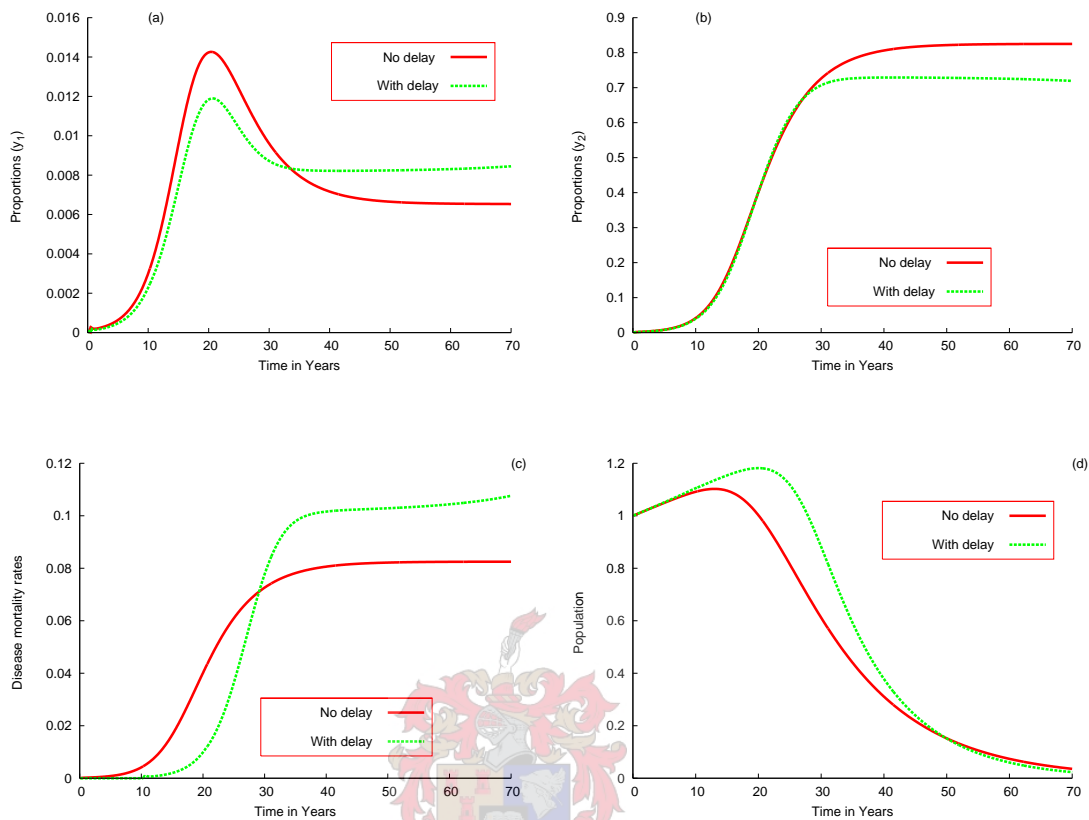 (a)
0.016
0.014
0.012
0.01
0.008
0.006
0.004
0.002
0
Proportions (y1)
No delay
With delay
0 10 20 30 40 50 60 70
Time in Years
(b)
0.9
0.8
0.7
0.6
0.5
0.4
0.3
0.2
0.1
0
Proportions (y2)
No delay
With delay
0 10 20 30 40 50 60 70
Time in Years
(c)
0.12
0.1
0.08
0.06
0.04
0.02
0
Disease mortality rates
No delay
With delay
0 10 20 30 40 50 60 70
Time in Years
(d)
1.2
1
0.8
0.6
0.4
0.2
0
Population
No delay
With delay
0 10 20 30 40 50 60 70
Time in Years